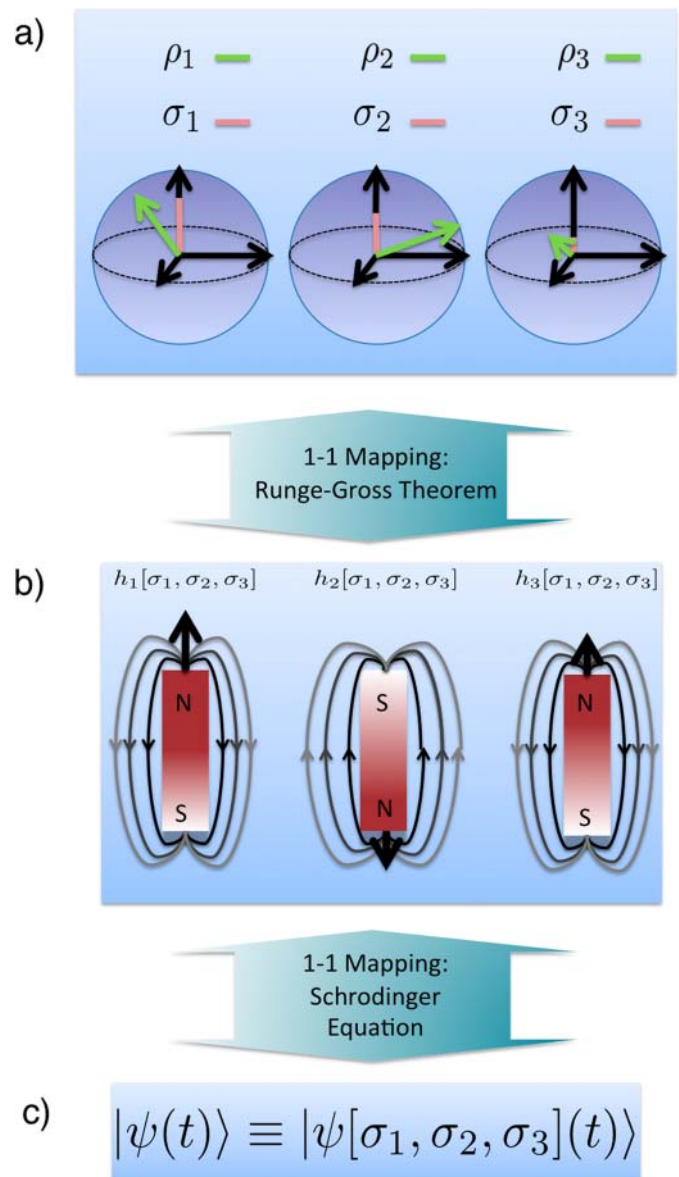 a)
ρ₁ ρ₂ ρ₃
σ₁ σ₂ σ₃
1-1 Mapping:
Runge-Gross Theorem
b)
h₁[σ₁, σ₂, σ₃] h₂[σ₁, σ₂, σ₃] h₃[σ₁, σ₂, σ₃]
N S N
S N S
1-1 Mapping:
Schrodinger
Equation
c)
|ψ(t)⟩ ≡ |ψ[σ₁, σ₂, σ₃](t)⟩